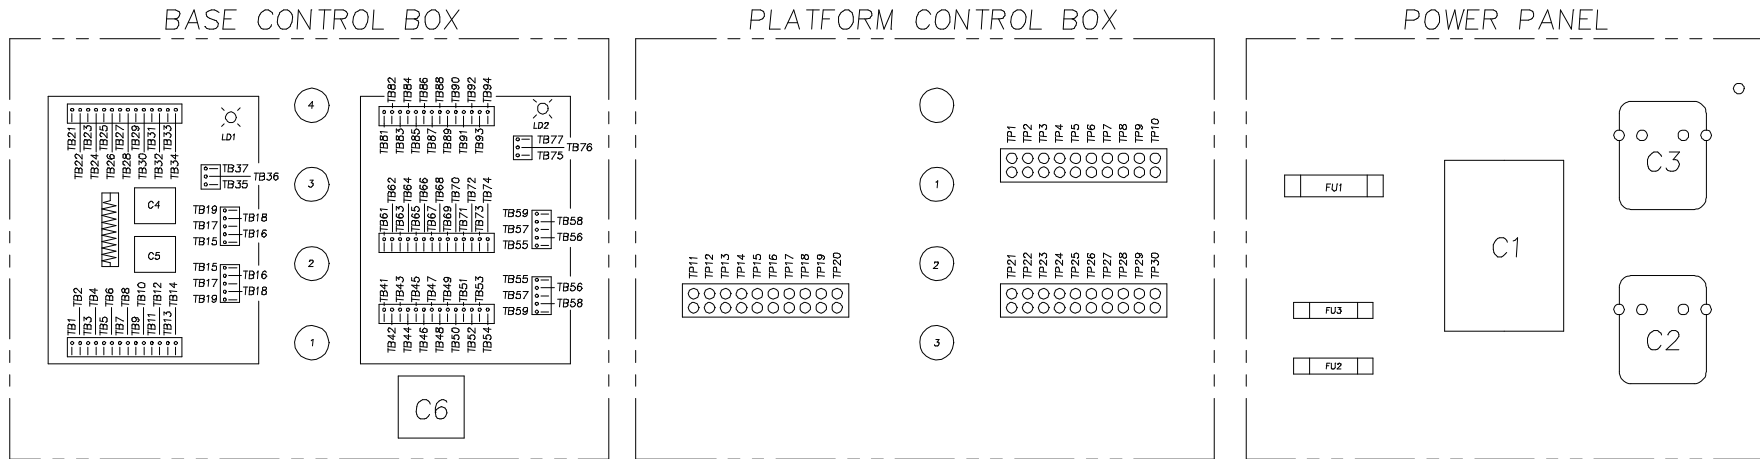 BASE CONTROL BOX
TB21
TB22
TB23
TB24
TB25
TB26
TB27
TB28
TB29
TB30
TB31
TB32
TB33
TB34
LD1
TB37
TB36
TB35
C4
C5
TB19
TB18
TB17
TB16
TB15
TB15
TB16
TB17
TB18
TB19
TB1
TB2
TB3
TB4
TB5
TB6
TB7
TB8
TB9
TB10
TB11
TB12
TB13
TB14
4
3
2
1
TB82
TB84
TB86
TB88
TB90
TB92
TB94
TB81
TB83
TB85
TB87
TB89
TB91
TB93
LD2
TB77
TB76
TB75
TB62
TB64
TB66
TB68
TB70
TB72
TB74
TB61
TB63
TB65
TB67
TB69
TB71
TB73
TB59
TB58
TB57
TB56
TB55
TB55
TB56
TB57
TB58
TB59
TB41
TB43
TB45
TB47
TB49
TB51
TB53
TB42
TB44
TB46
TB48
TB50
TB52
TB54
C6
PLATFORM CONTROL BOX
TP1
TP2
TP3
TP4
TP5
TP6
TP7
TP8
TP9
TP10
1
2
3
TP11
TP12
TP13
TP14
TP15
TP16
TP17
TP18
TP19
TP20
TP21
TP22
TP23
TP24
TP25
TP26
TP27
TP28
TP29
TP30
POWER PANEL
FU1
FU3
FU2
C1
C3
C2